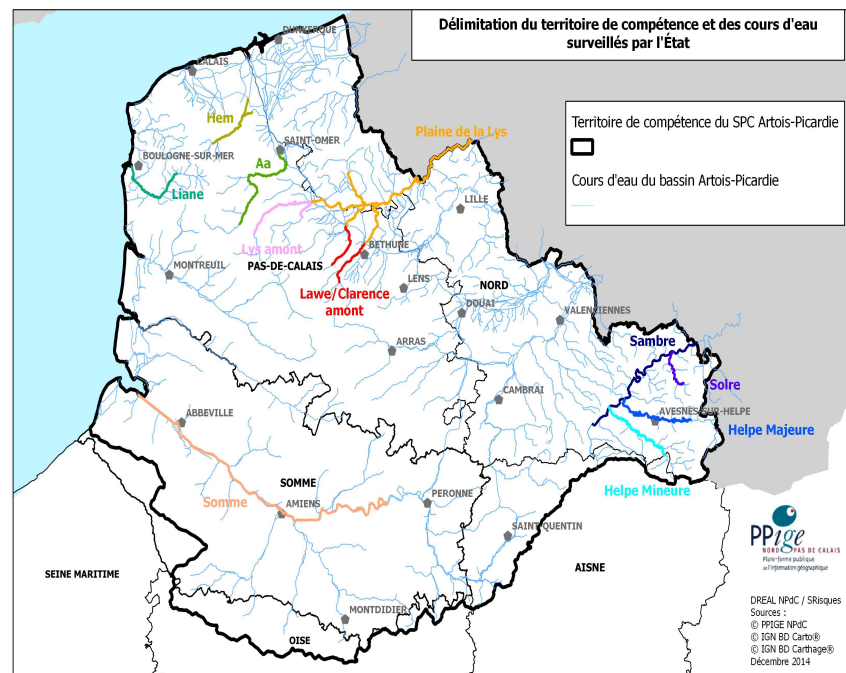 Délimitation du territoire de compétence et des cours d'eau
surveillés par l'État
Territoire de compétence du SPC Artois-Picardie
Cours d'eau du bassin Artois-Picardie
DUNKERQUE
CALAIS
Hem
SAINT-OMER
Plaine de la Lys
BOULOGNE-SUR-MER
Aa
Liane
LILLE
Lys amont
BETHUNE
PAS-DE-CALAIS
MONTREUIL
LENS
NORD
Lawe/Clarence
amont
DOUAI
VALENCIENNES
ARRAS
Sambre
Solre
CAMBRAI
ABBEVILLE
AVESNES-SUR-HELPE
Helpe Majeure
SOMME
Somme
AMIENS
PERONNE
Helpe Mineure
SAINT-QUENTIN
SEINE MARITIME
AISNE
MONTDIDIER
OISE
PPige
NORD PAS DE CALAIS
Plate-forme publique
de l'information géographique
DREAL NPdC / SRisques
Sources :
© PPIGE NPdC
© IGN BD Carto®
© IGN BD Carthage®
Décembre 2014